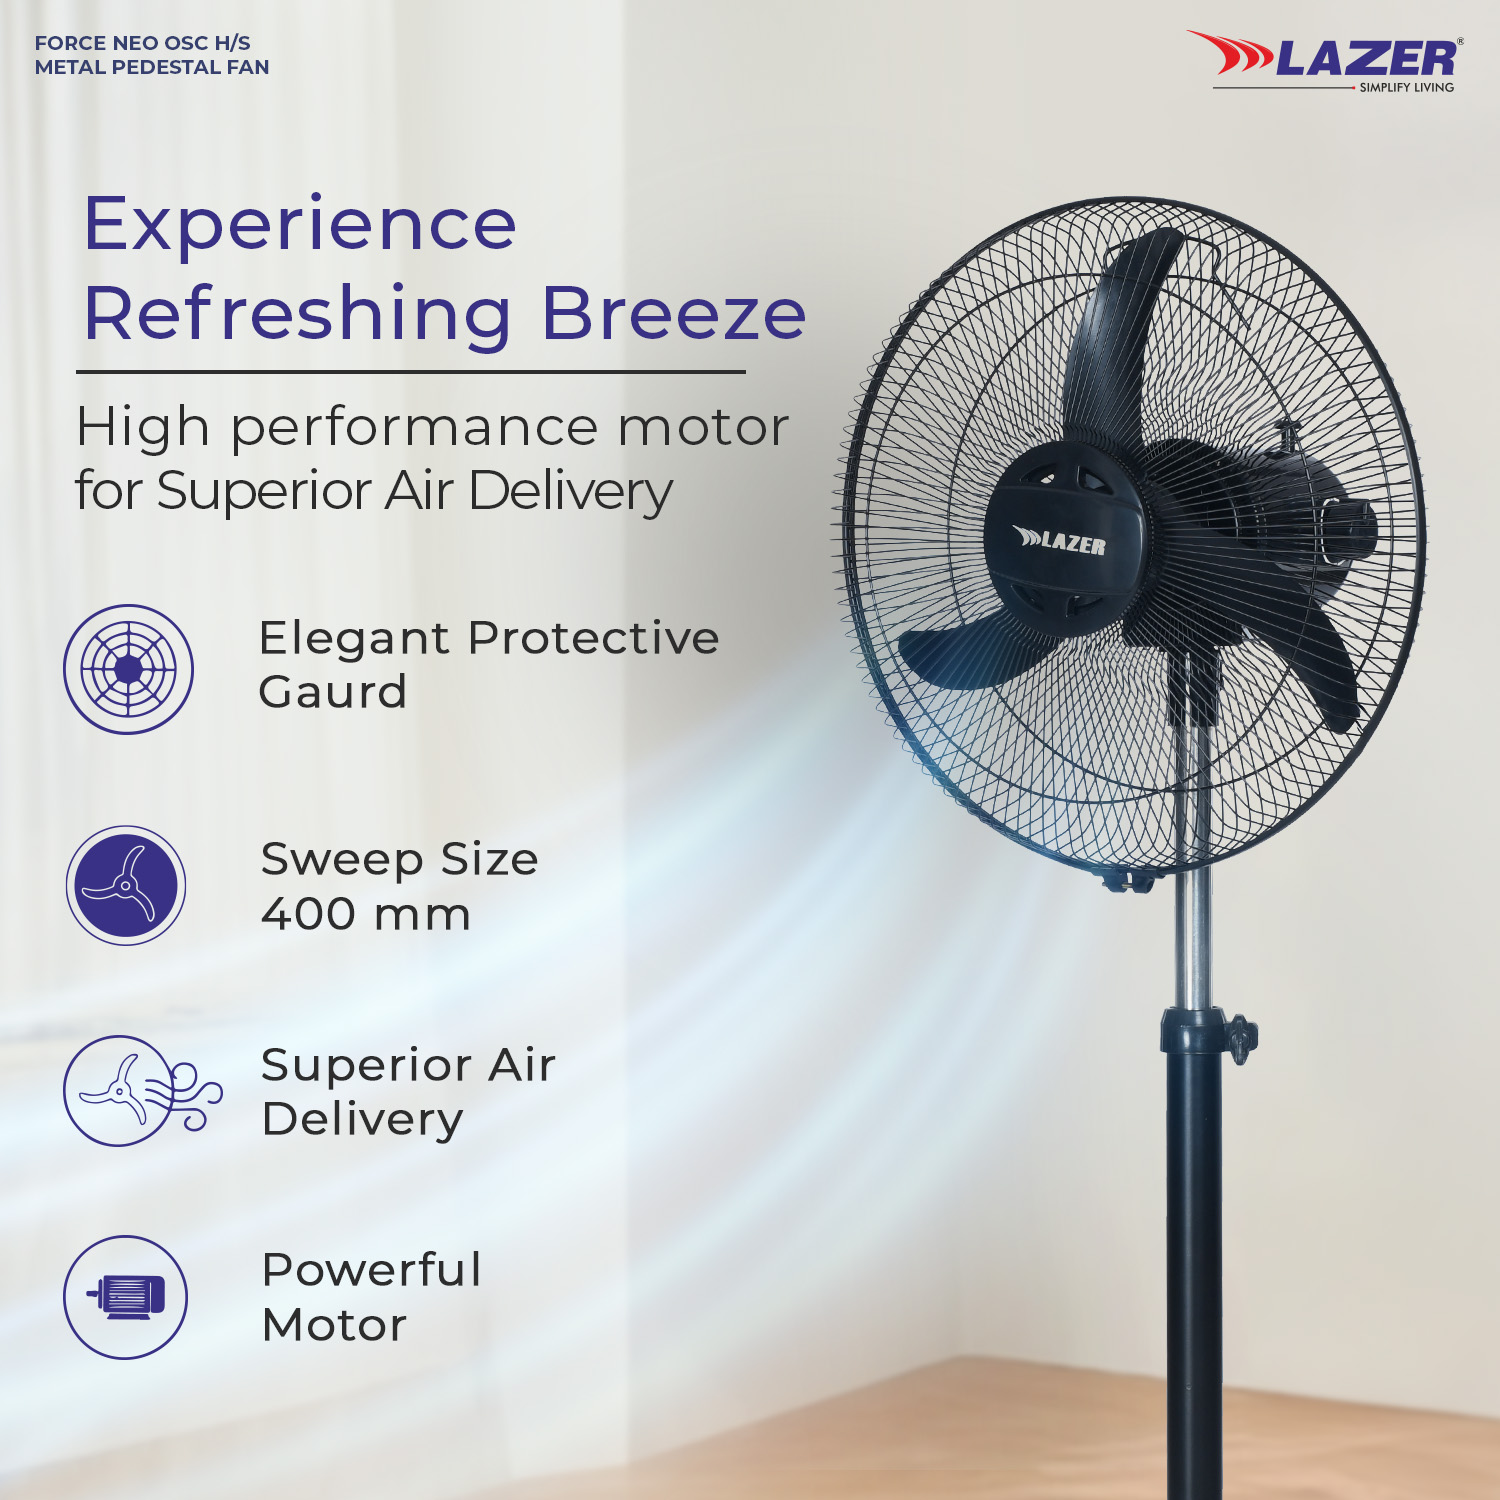 FORCE NEO OSC H/S
METAL PEDESTAL FAN
LAZER®
SIMPLIFY LIVING
Experience
Refreshing Breeze
High performance motor
for Superior Air Delivery
LAZER
Elegant Protective
Gaurd
Sweep Size
400 mm
Superior Air
Delivery
Powerful
Motor